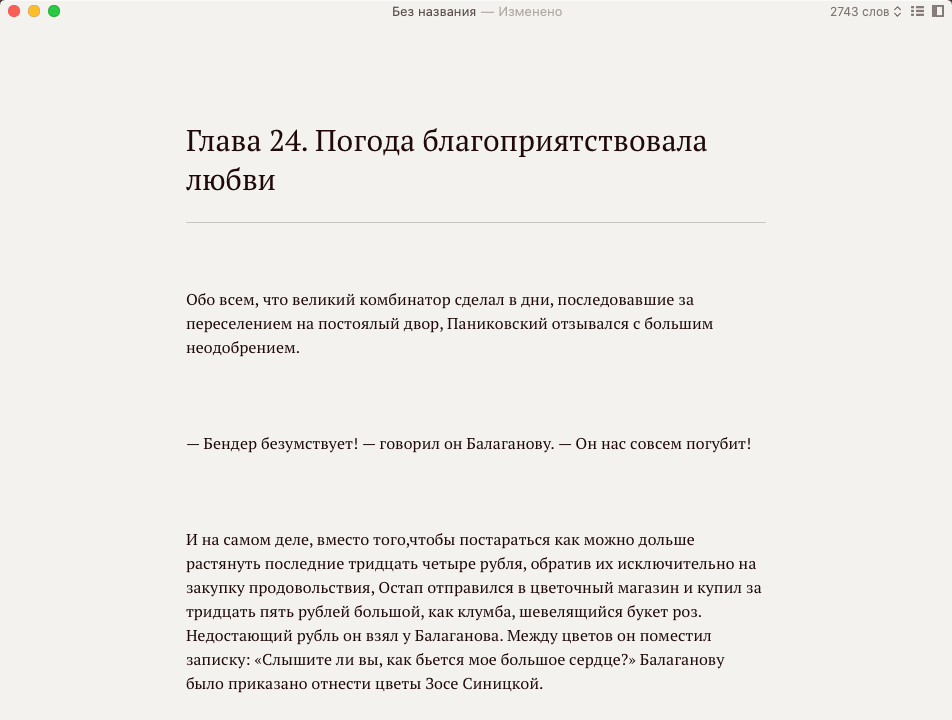 Без названия — Изменено
2743 слов
Глава 24. Погода благоприятствовала
любви
Обо всем, что великий комбинатор сделал в дни, последовавшие за
переселением на постоялый двор, Паниковский отзывался с большим
неодобрением.
— Бендер безумствует! — говорил он Балаганову. — Он нас совсем погубит!
И на самом деле, вместо того,чтобы постараться как можно дольше
растянуть последние тридцать четыре рубля, обратив их исключительно на
закупку продовольствия, Остап отправился в цветочный магазин и купил за
тридцать пять рублей большой, как клумба, шевелящийся букет роз.
Недостающий рубль он взял у Балаганова. Между цветов он поместил
записку: «Слышите ли вы, как бьется мое большое сердце?» Балаганову
было приказано отнести цветы Зосе Синицкой.